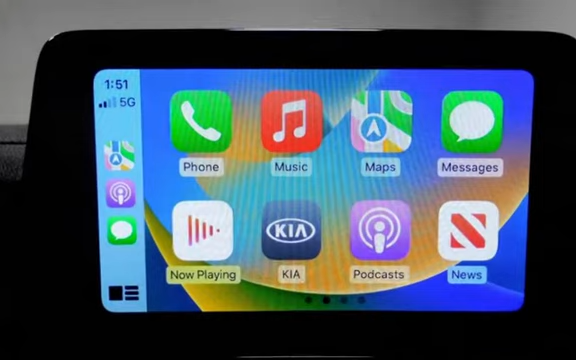 1:51
5G
Phone
Music
Maps
Messages
KIA
Now Playing
KIA
Podcasts
News